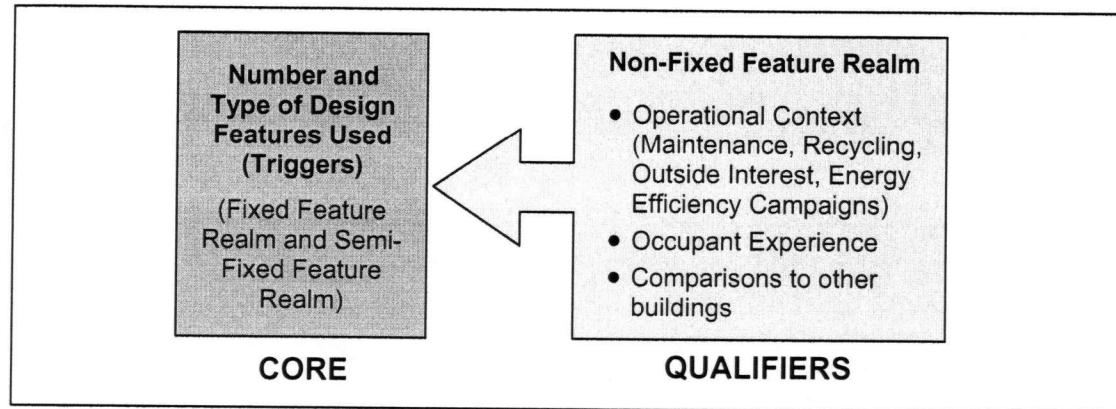 Number and
Type of Design
Features Used
(Triggers)
(Fixed Feature
Realm and Semi-
Fixed Feature
Realm)
CORE
Non-Fixed Feature Realm
• Operational Context
(Maintenance, Recycling,
Outside Interest, Energy
Efficiency Campaigns)
• Occupant Experience
• Comparisons to other
buildings
QUALIFIERS